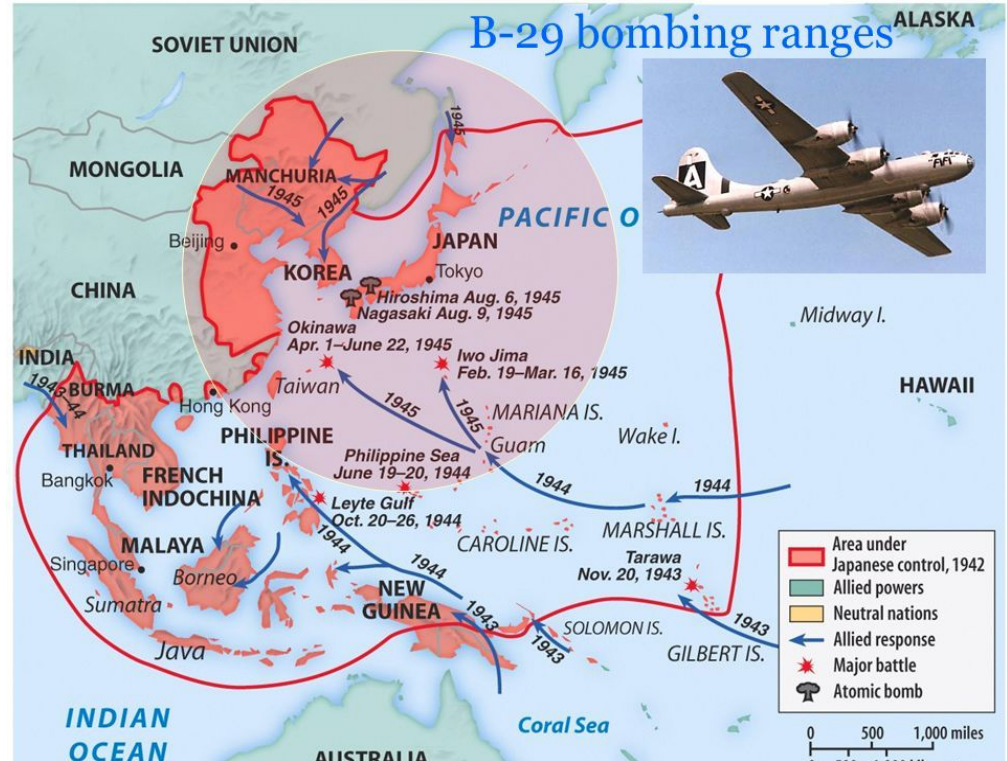 B-29 bombing ranges
ALASKA
SOVIET UNION
1945
MONGOLIA
MANCHURIA
1945
1945
PACIFIC O
A
FIFI
Beijing
JAPAN
KOREA
Tokyo
CHINA
Hiroshima Aug. 6, 1945
Nagasaki Aug. 9, 1945
Midway I.
Okinawa
Apr. 1–June 22, 1945
Iwo Jima
Feb. 19–Mar. 16, 1945
INDIA
1943–44
BURMA
Taiwan
HAWAII
Hong Kong
1945
1945
MARIANA IS.
Guam
Wake I.
PHILIPPINE
IS.
THAILAND
Bangkok
FRENCH
INDOCHINA
Philippine Sea
June 19–20, 1944
1944
1944
Leyte Gulf
Oct. 20–26, 1944
MARSHALL IS.
CAROLINE IS.
1944
1944
MALAYA
Singapore
Borneo
Sumatra
Java
NEW
GUINEA
1943
1943
Tarawa
Nov. 20, 1943
SOLOMON IS.
GILBERT IS.
1943
Area under
Japanese control, 1942
Allied powers
Neutral nations
Allied response
Major battle
Atomic bomb
INDIAN
OCEAN
Coral Sea
AUSTRALIA
0 500 1,000 miles